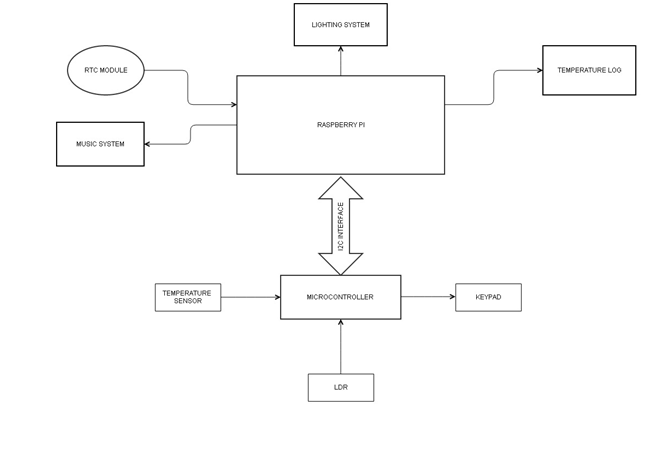 LIGHTING SYSTEM
RTC MODULE
TEMPERATURE LOG
RASPBERRY PI
MUSIC SYSTEM
I2C INTERFACE
TEMPERATURE
SENSOR
MICROCONTROLLER
KEYPAD
LDR